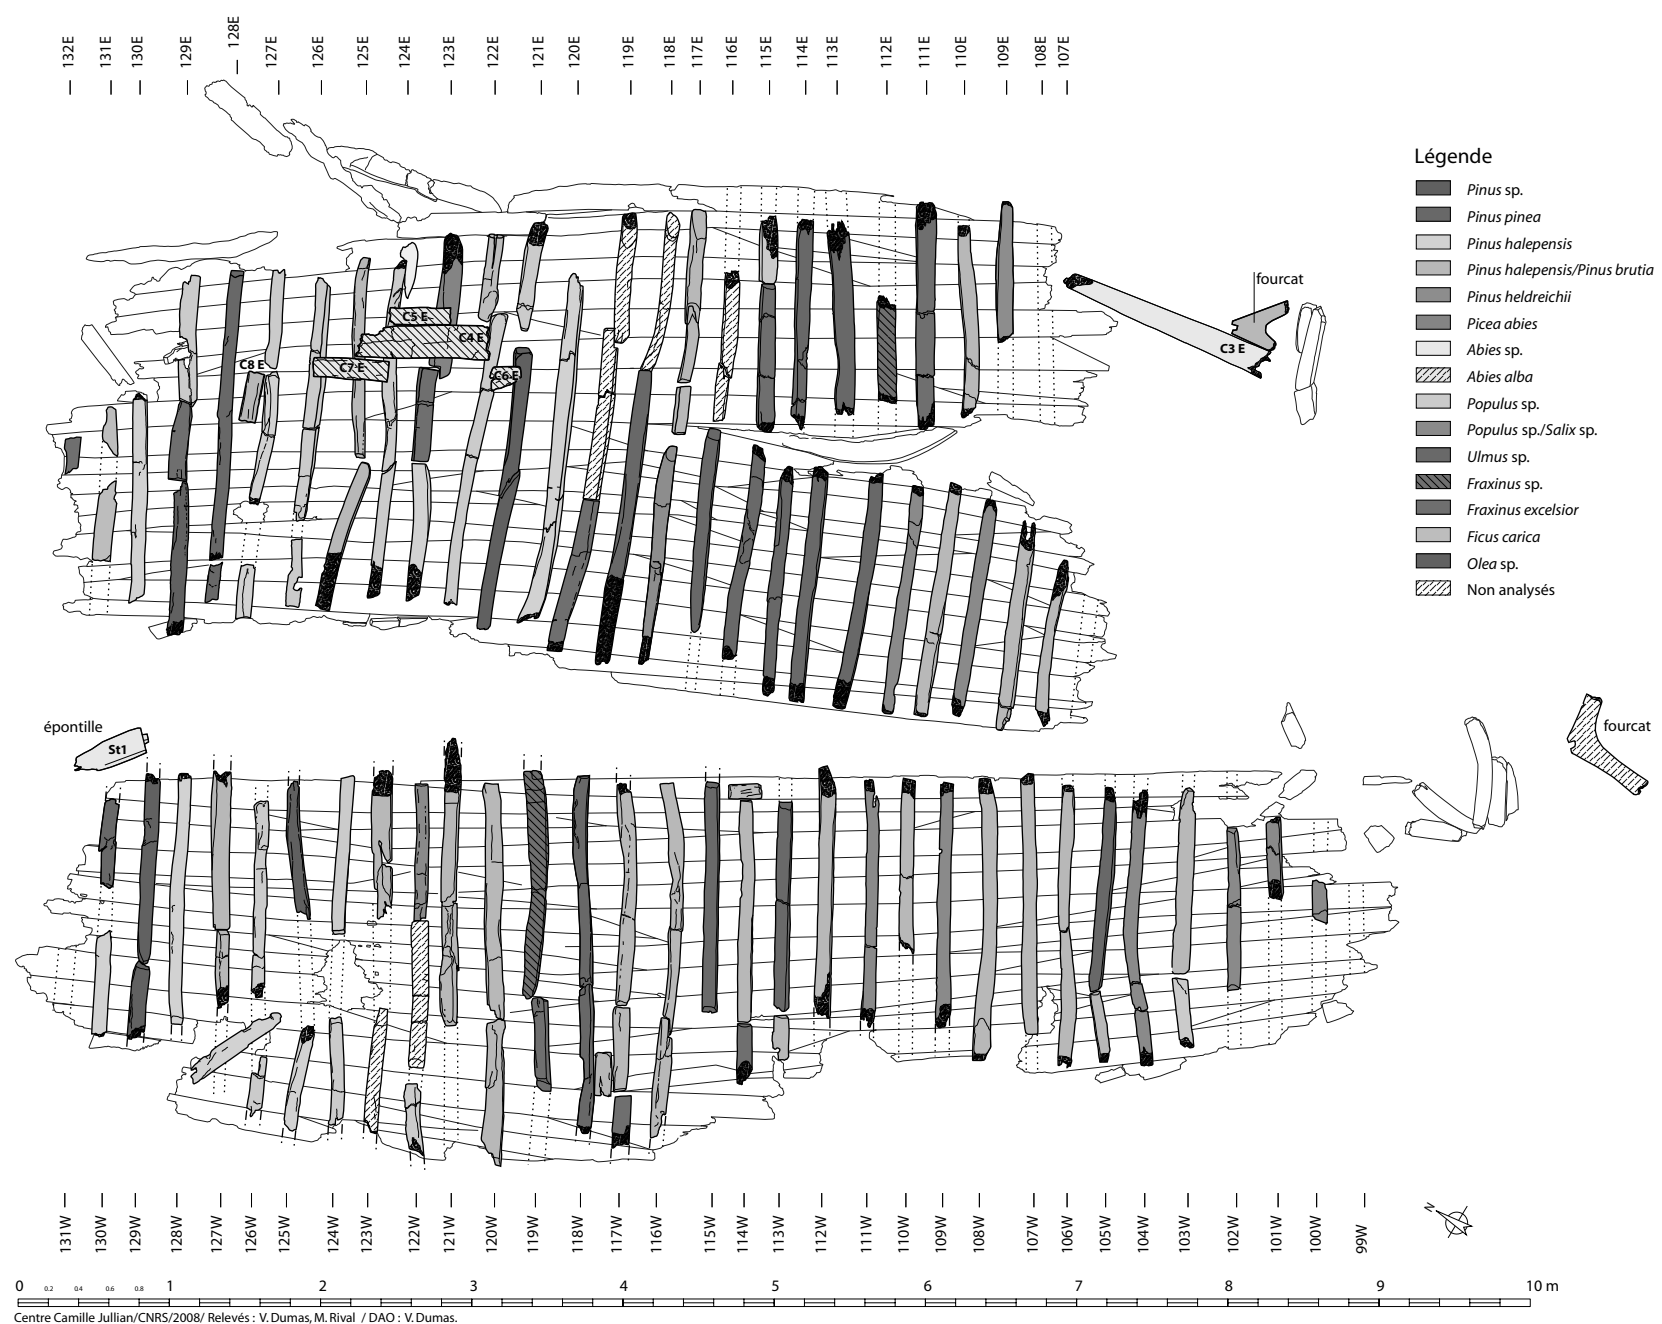 132E 131E 130E 129E 128E 127E 126E 125E 124E 123E 122E 121E 120E 119E 118E 117E 116E 115E 114E 113E 112E 111E 110E 109E 108E 107E
Légende
Pinus sp.
Pinus pinea
Pinus halepensis
Pinus halepensis/Pinus brutia
Pinus heldreichii
Picea abies
Abies sp.
Abies alba
Populus sp.
Populus sp./Salix sp.
Ulmus sp.
Fraxinus sp.
Fraxinus excelsior
Ficus carica
Olea sp.
Non analysés
fourcat
C3 E
C5 E
C4 E
C8 E
C7 E
C6 E
épontille
St1
fourcat
131W 130W 129W 128W 127W 126W 125W 124W 123W 122W 121W 120W 119W 118W 117W 116W 115W 114W 113W 112W 110W 109W 108W 107W 106W 105W 104W 103W 102W 101W 100W 99W
N
0 0.2 0.4 0.6 0.8 1 2 3 4 5 6 7 8 9 10 m
Centre Camille Jullian/CNRS/2008/ Relevés : V. Dumas, M. Rival / DAO : V. Dumas.